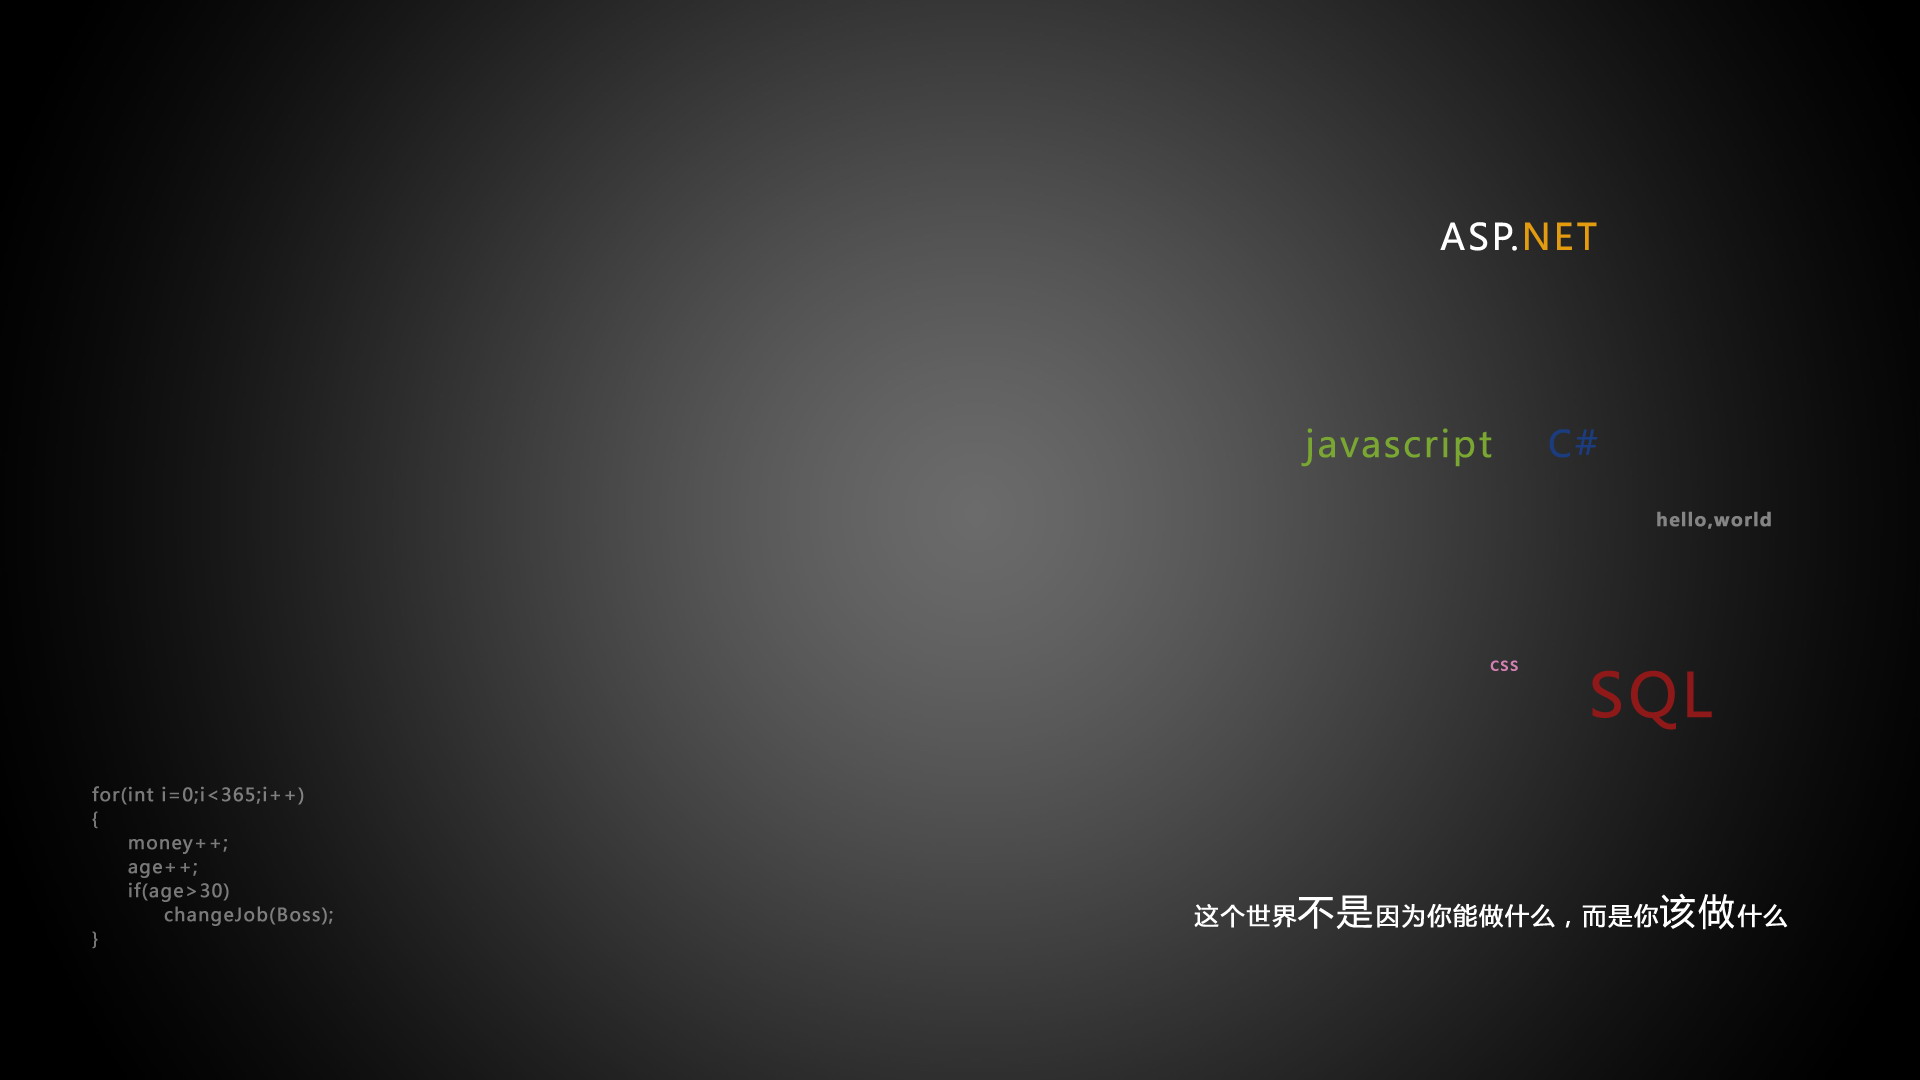 ASP.NET
javascript
C#
hello,world
css
SQL
for(int i=0;i<365;i++)
{
money++;
age++;
if(age>30)
changeJob(Boss);
}
这个世界不是因为你能做什么，而是你该做什么